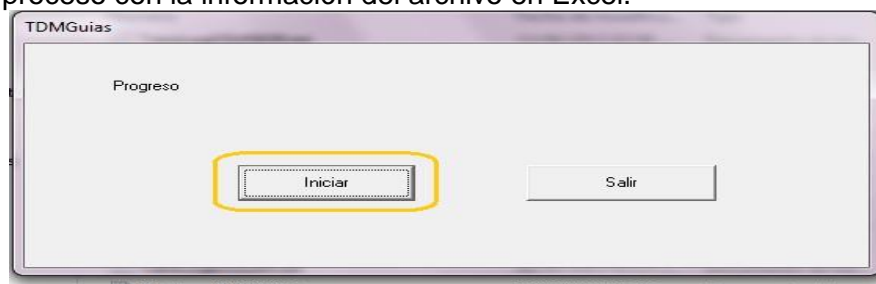 proceso con la información del archivo en Excel.
TDMGuias
Progreso
Iniciar
Salir